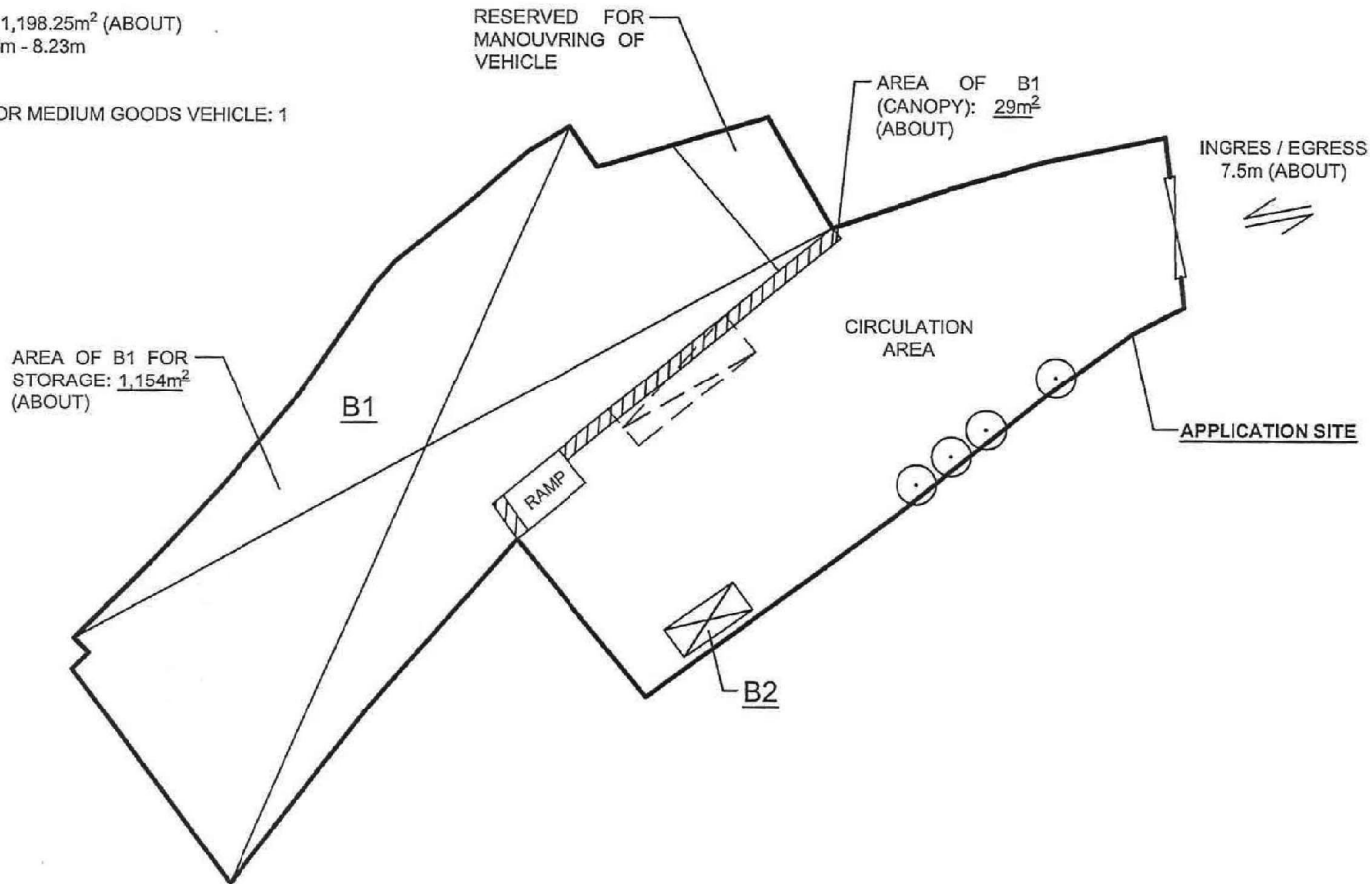 1,198.25m² (ABOUT)
m - 8.23m
OR MEDIUM GOODS VEHICLE: 1
RESERVED FOR
MANOUVRING OF
VEHICLE
AREA OF B1
(CANOPY): 29m²
(ABOUT)
INGRES / EGRESS
7.5m (ABOUT)
AREA OF B1 FOR
STORAGE: 1,154m²
(ABOUT)
B1
CIRCULATION
AREA
RAMP
APPLICATION SITE
B2